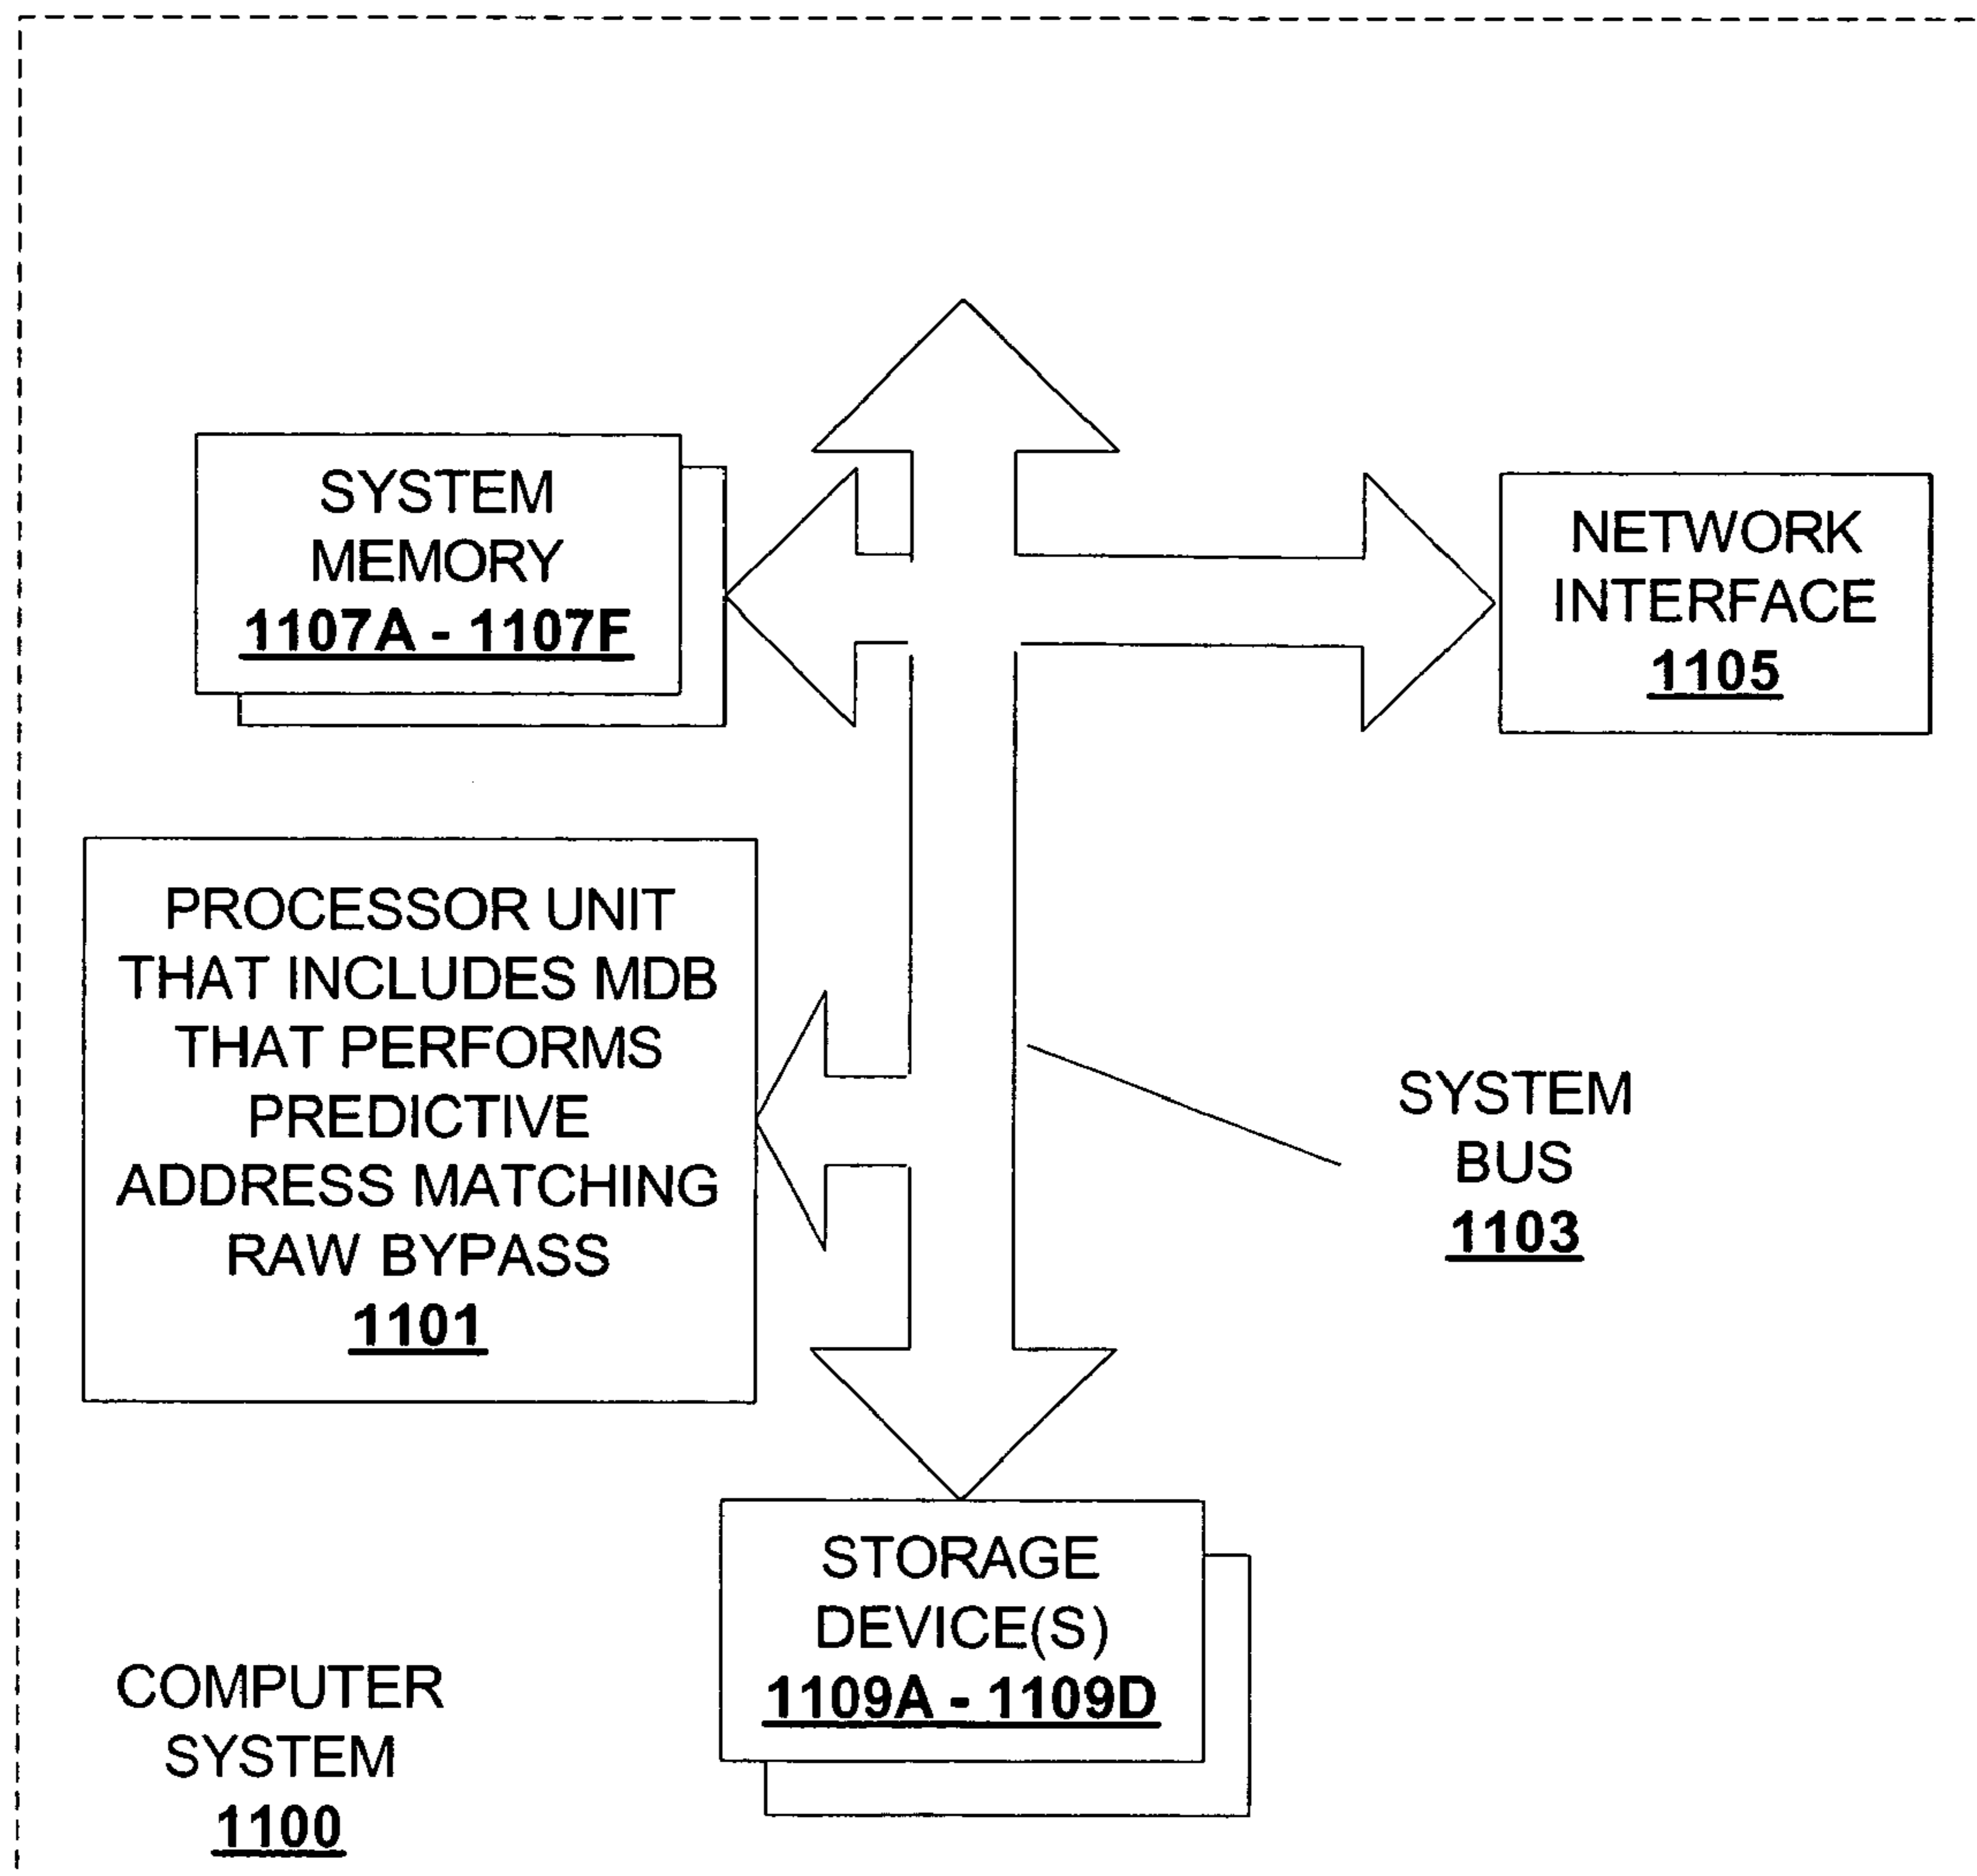 SYSTEM
MEMORY
1107A - 1107F
NETWORK
INTERFACE
1105
PROCESSOR UNIT
THAT INCLUDES MDB
THAT PERFORMS
PREDICTIVE
ADDRESS MATCHING
RAW BYPASS
1101
SYSTEM
BUS
1103
STORAGE
DEVICE(S)
1109A - 1109D
COMPUTER
SYSTEM
1100